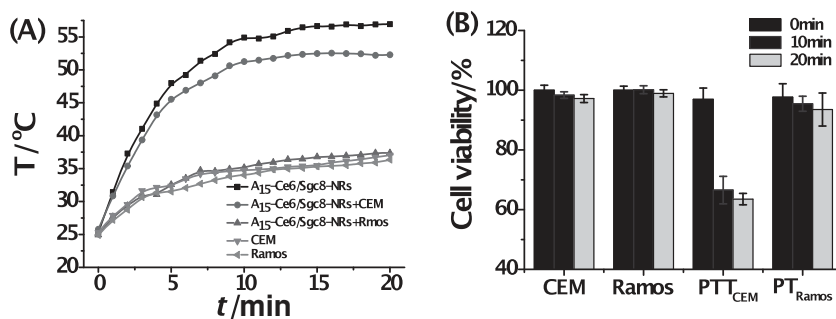 (A)
T/°C
55
50
45
40
35
30
25
20
A15-Ce6/Sgc8-NRs
A15-Ce6/Sgc8-NRs+CEM
A15-Ce6/Sgc8-NRs+Rmos
CEM
Ramos
0 5 10 15 20
t/min
(B)
Cell viability/%
120
100
80
60
40
0min
10min
20min
CEM Ramos PTTCEM PTRamos